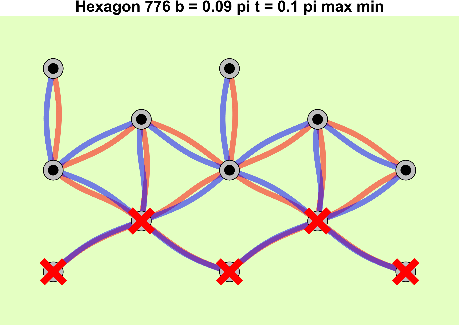 Hexagon 776 b = 0.09 pi t = 0.1 pi max min